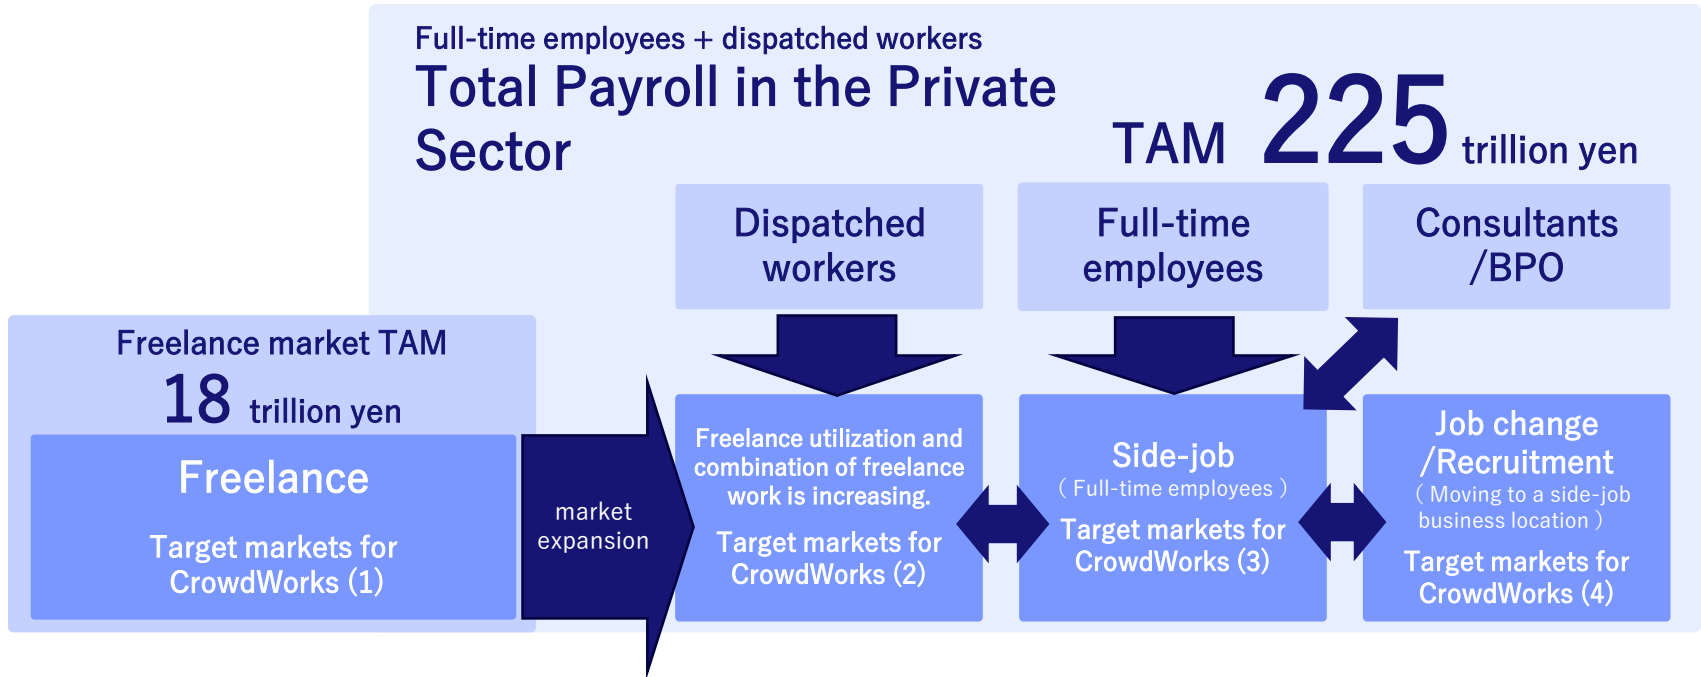 Full-time employees + dispatched workers
Total Payroll in the Private
Sector
TAM 225 trillion yen
Dispatched
workers
Full-time
employees
Consultants
/BPO
Freelance market TAM
18 trillion yen
Freelance
Target markets for
CrowdWorks (1)
market
expansion
Freelance utilization and
combination of freelance
work is increasing.
Target markets for
CrowdWorks (2)
Side-job
( Full-time employees )
Target markets for
CrowdWorks (3)
Job change
/Recruitment
( Moving to a side-job
business location )
Target markets for
CrowdWorks (4)